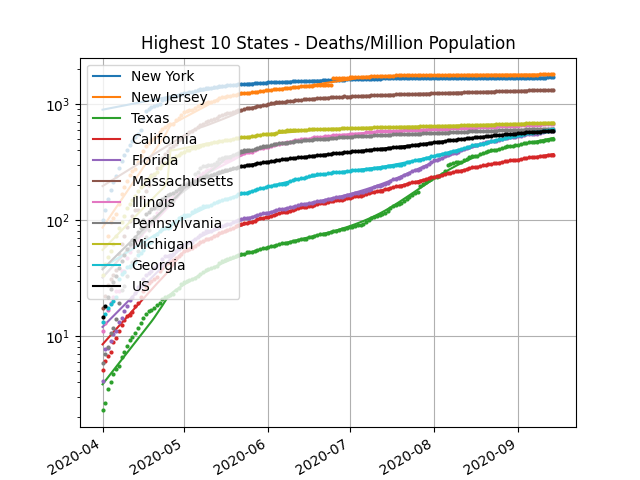 Highest 10 States - Deaths/Million Population
New York
New Jersey
Texas
California
Florida
Massachusetts
Illinois
Pennsylvania
Michigan
Georgia
US
10³
10²
10¹
2020-04
2020-05
2020-06
2020-07
2020-08
2020-09